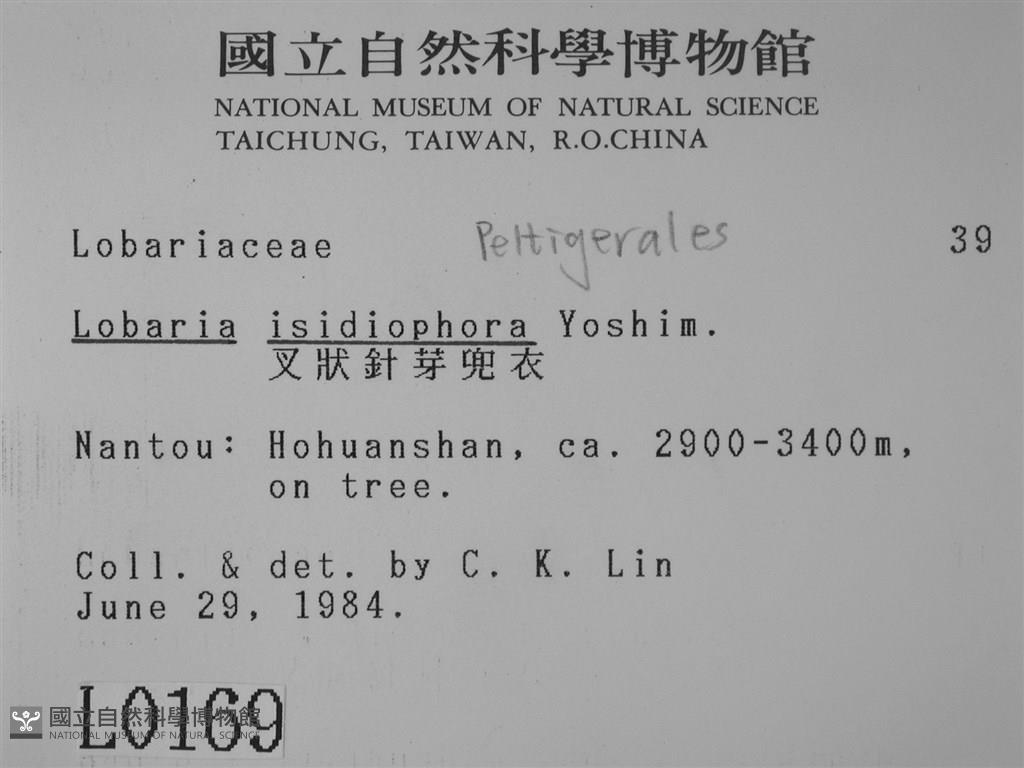 國立自然科學博物館
NATIONAL MUSEUM OF NATURAL SCIENCE
TAICHUNG, TAIWAN, R.O.CHINA
Lobariaceae Peltigerales 39
Lobaria isidiophora Yoshim.
叉狀針芽兜衣
Nantou: Hohuanshan, ca. 2900-3400m,
on tree.
Coll. & det. by C. K. Lin
June 29, 1984.
L0169
國立自然科學博物館
NATIONAL MUSEUM OF NATURAL SCIENCE